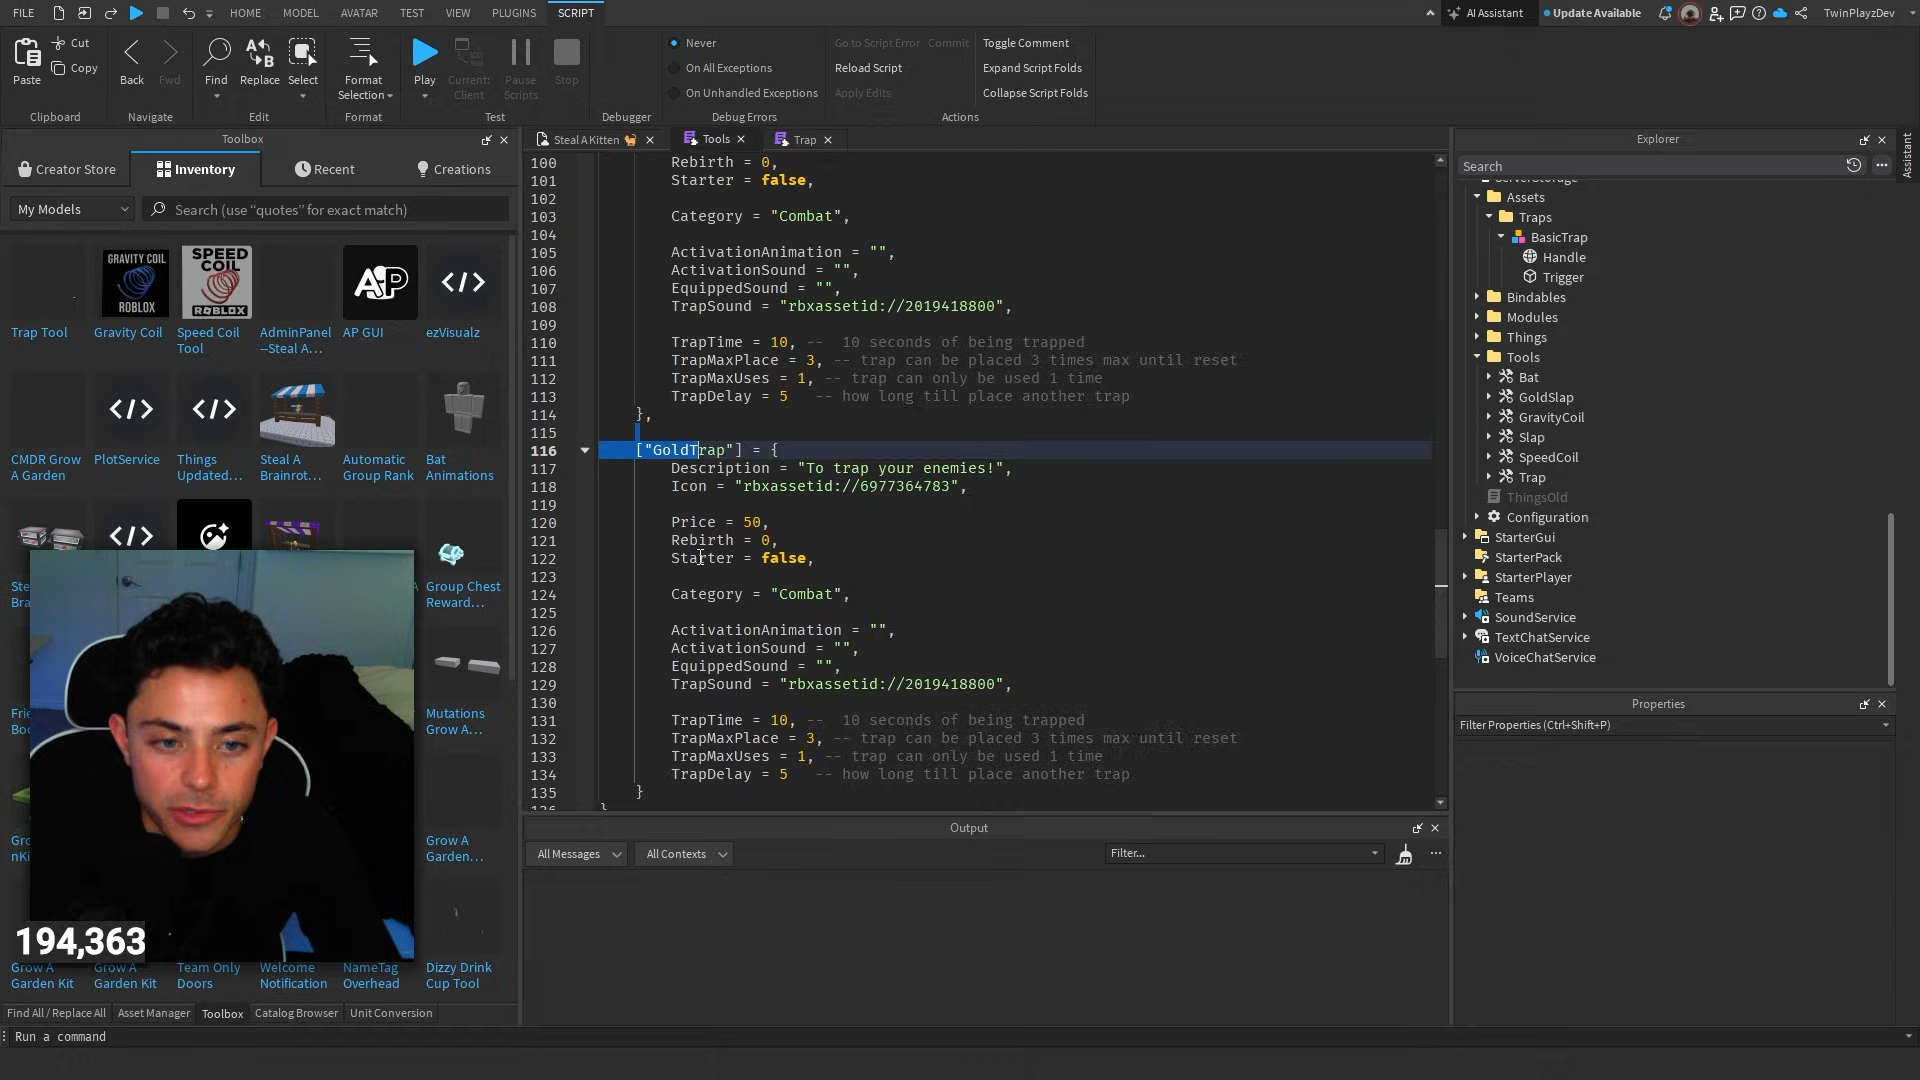 FILE HOME MODEL AVATAR TEST VIEW PLUGINS SCRIPT AI Assistant Update Available TwinPlayzDev
Paste Cut Copy
Back Fwd
Find Replace Select
Format Selection
Play Current: Client Pause Scripts Stop
Never
On All Exceptions
On Unhandled Exceptions
Go to Script Error Commit
Reload Script
Apply Edits
Toggle Comment
Expand Script Folds
Collapse Script Folds
Clipboard Navigate Edit Format Test Debugger Debug Errors Actions
Toolbox
Creator Store Inventory Recent Creations
My Models Search (use “quotes” for exact match)
GRAVITY COIL ROBLOX
SPEED COIL ROBLOX
AP
Trap Tool
Gravity Coil
Speed Coil Tool
AdminPanel --Steal A...
AP GUI
ezVisualz
CMDR Grow A Garden
PlotService
Things Updated...
Steal A Brainrot...
Automatic Group Rank
Bat Animations
Group Chest Reward...
Mutations Grow A...
Grow A Garden...
194,363
Grow A Garden Kit
Grow A Garden Kit
Team Only Doors
Welcome Notification
NameTag Overhead
Dizzy Drink Cup Tool
Find All / Replace All Asset Manager Toolbox Catalog Browser Unit Conversion
Run a command
Steal A Kitten Tools Trap
100 Rebirth = 0,
101 Starter = false,
102
103 Category = "Combat",
104
105 ActivationAnimation = "",
106 ActivationSound = "",
107 EquippedSound = "",
108 TrapSound = "rbxassetid://2019418800",
109
110 TrapTime = 10, -- 10 seconds of being trapped
111 TrapMaxPlace = 3, -- trap can be placed 3 times max until reset
112 TrapMaxUses = 1, -- trap can only be used 1 time
113 TrapDelay = 5 -- how long till place another trap
114 },
115
116 ["GoldTrap"] = {
117 Description = "To trap your enemies!",
118 Icon = "rbxassetid://6977364783",
119
120 Price = 50,
121 Rebirth = 0,
122 Starter = false,
123
124 Category = "Combat",
125
126 ActivationAnimation = "",
127 ActivationSound = "",
128 EquippedSound = "",
129 TrapSound = "rbxassetid://2019418800",
130
131 TrapTime = 10, -- 10 seconds of being trapped
132 TrapMaxPlace = 3, -- trap can be placed 3 times max until reset
133 TrapMaxUses = 1, -- trap can only be used 1 time
134 TrapDelay = 5 -- how long till place another trap
135 }
Output
All Messages All Contexts Filter...
Explorer
Search
Assistant
ServerStorage
Assets
Traps
BasicTrap
Handle
Trigger
Bindables
Modules
Things
Tools
Bat
GoldSlap
GravityCoil
Slap
SpeedCoil
Trap
ThingsOld
Configuration
StarterGui
StarterPack
StarterPlayer
Teams
SoundService
TextChatService
VoiceChatService
Properties
Filter Properties (Ctrl+Shift+P)